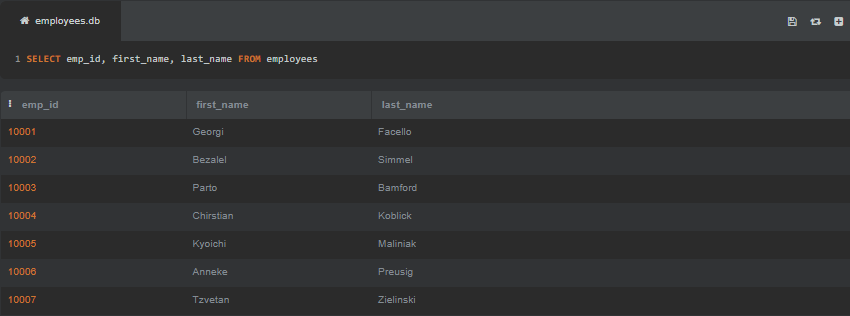 employees.db
1 SELECT emp_id, first_name, last_name FROM employees
emp_id first_name last_name
10001 Georgi Facello
10002 Bezalel Simmel
10003 Parto Bamford
10004 Chirstian Koblick
10005 Kyoichi Maliniak
10006 Anneke Preusig
10007 Tzvetan Zielinski